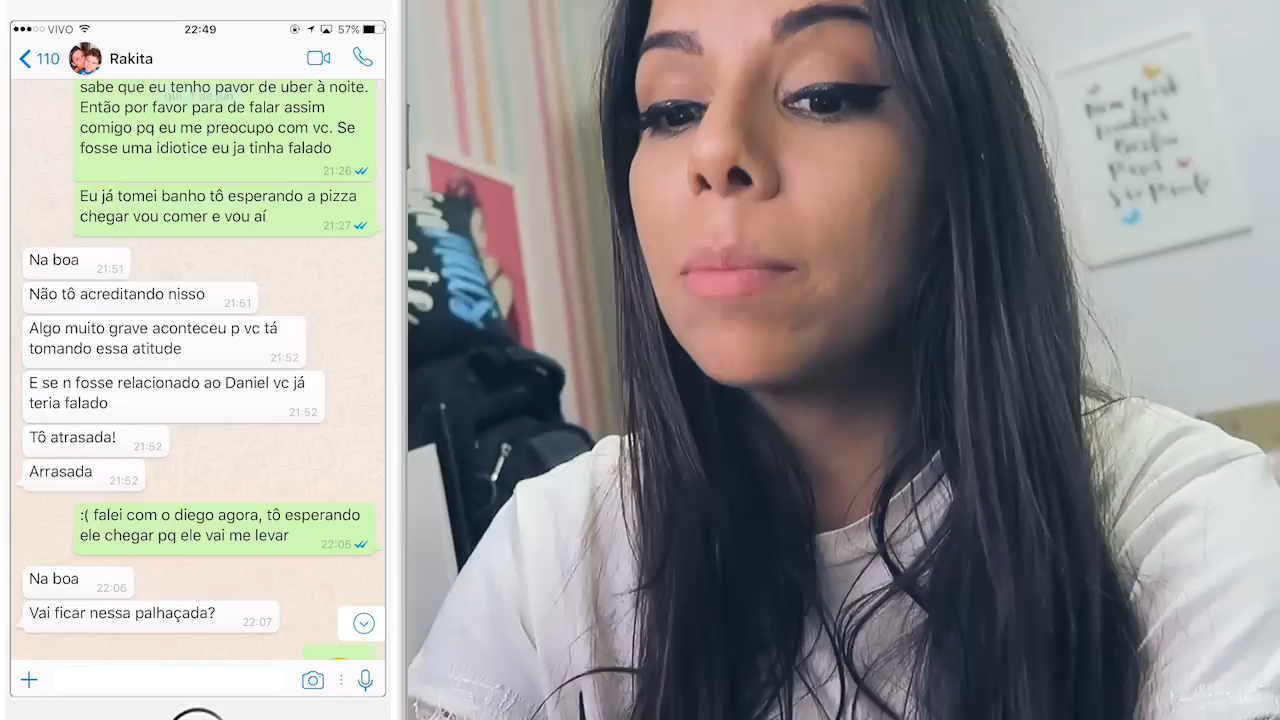 VIVO
22:49
57%
110
Rakita
sabe que eu tenho pavor de uber à noite.
Então por favor para de falar assim
comigo pq eu me preocupo com vc. Se
fosse uma idiotice eu ja tinha falado
21:26
Eu já tomei banho tô esperando a pizza
chegar vou comer e vou aí
21:27
Na boa
21:51
Não tô acreditando nisso
21:51
Algo muito grave aconteceu p vc tá
tomando essa atitude
21:52
E se n fosse relacionado ao Daniel vc já
teria falado
21:52
Tô atrasada!
21:52
Arrasada
21:52
:( falei com o diego agora, tô esperando
ele chegar pq ele vai me levar
22:05
Na boa
22:06
Vai ficar nessa palhaçada?
22:07